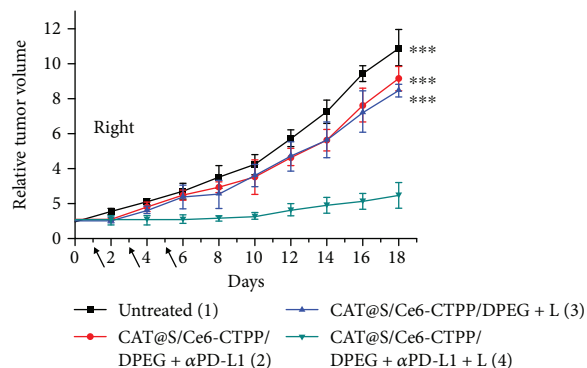 12
10
8
6
4
5
0
Relative tumor volume
Right
***
***
***
0 2 4 6 8 10 12 14 16 18
Days
Untreated (1)
CAT@S/Ce6-CTPP/
DPEG + αPD-L1 (2)
CAT@S/Ce6-CTPP/DPEG + L (3)
CAT@S/Ce6-CTPP/
DPEG + αPD-L1 + L (4)